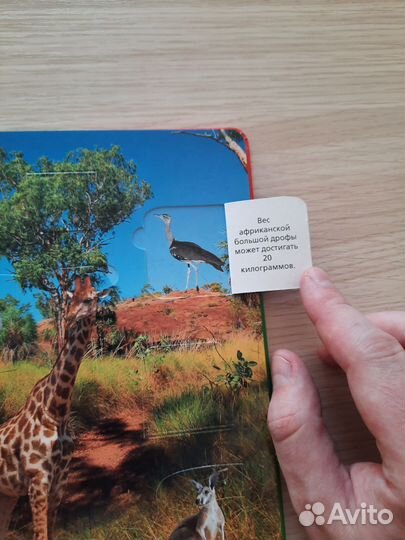 Вес
африканской
большой дрофы
может достигать
20
килограммов.
Avito